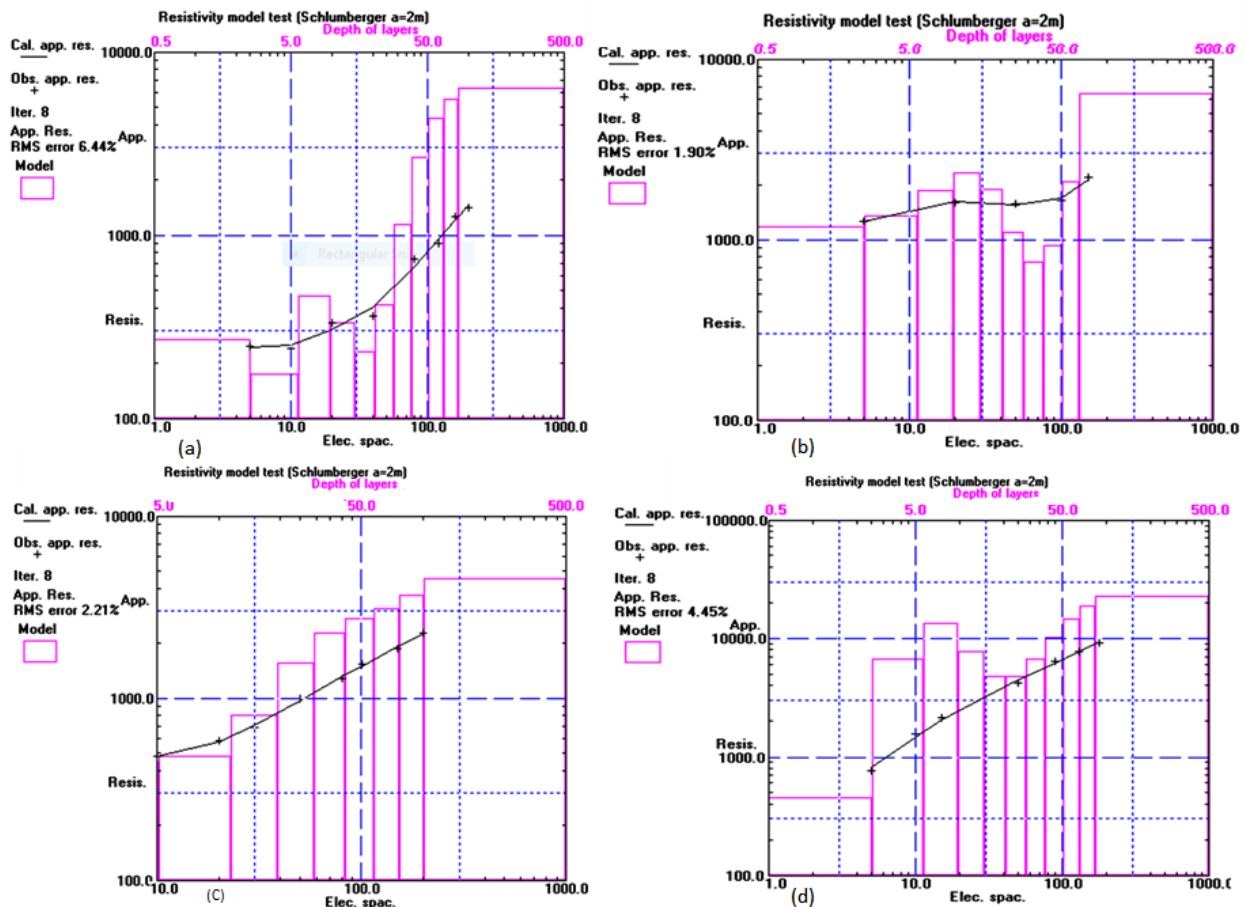 Resistivity model test (Schlumberger a=2m)
Depth of layers
Cal. app. res.
0.5 5.0 50.0 500.0
10000.0
Obs. app. res.
+
Iter. 8
App. Res. App.
RMS error 6.44%
Model
1000.0
Rectangular
Resis.
100.0
1.0 10.0 100.0 1000.0
Elec. spac.
(a)
Resistivity model test (Schlumberger a=2m)
Depth of layers
Cal. app. res.
0.5 5.0 50.0 500.0
10000.0
Obs. app. res.
+
Iter. 8
App. Res. App.
RMS error 1.90%
Model
1000.0
Resis.
100.0
1.0 10.0 100.0 1000.0
Elec. spac.
(b)
Resistivity model test (Schlumberger a=2m)
Depth of layers
5.0 50.0 500.0
Cal. app. res.
10000.0
Obs. app. res.
+
Iter. 8
App. Res. App.
RMS error 2.21%
Model
1000.0
Resis.
100.0
10.0 100.0 1000.0
(C) Elec. spac.
Resistivity model test (Schlumberger a=2m)
Depth of layers
Cal. app. res.
0.5 5.0 50.0 500.0
100000.0
Obs. app. res.
+
Iter. 8
App. Res.
RMS error 4.45% App.
Model
10000.0
1000.0
Resis.
100.0
1.0 10.0 100.0 1000.0
Elec. spac.
(d)